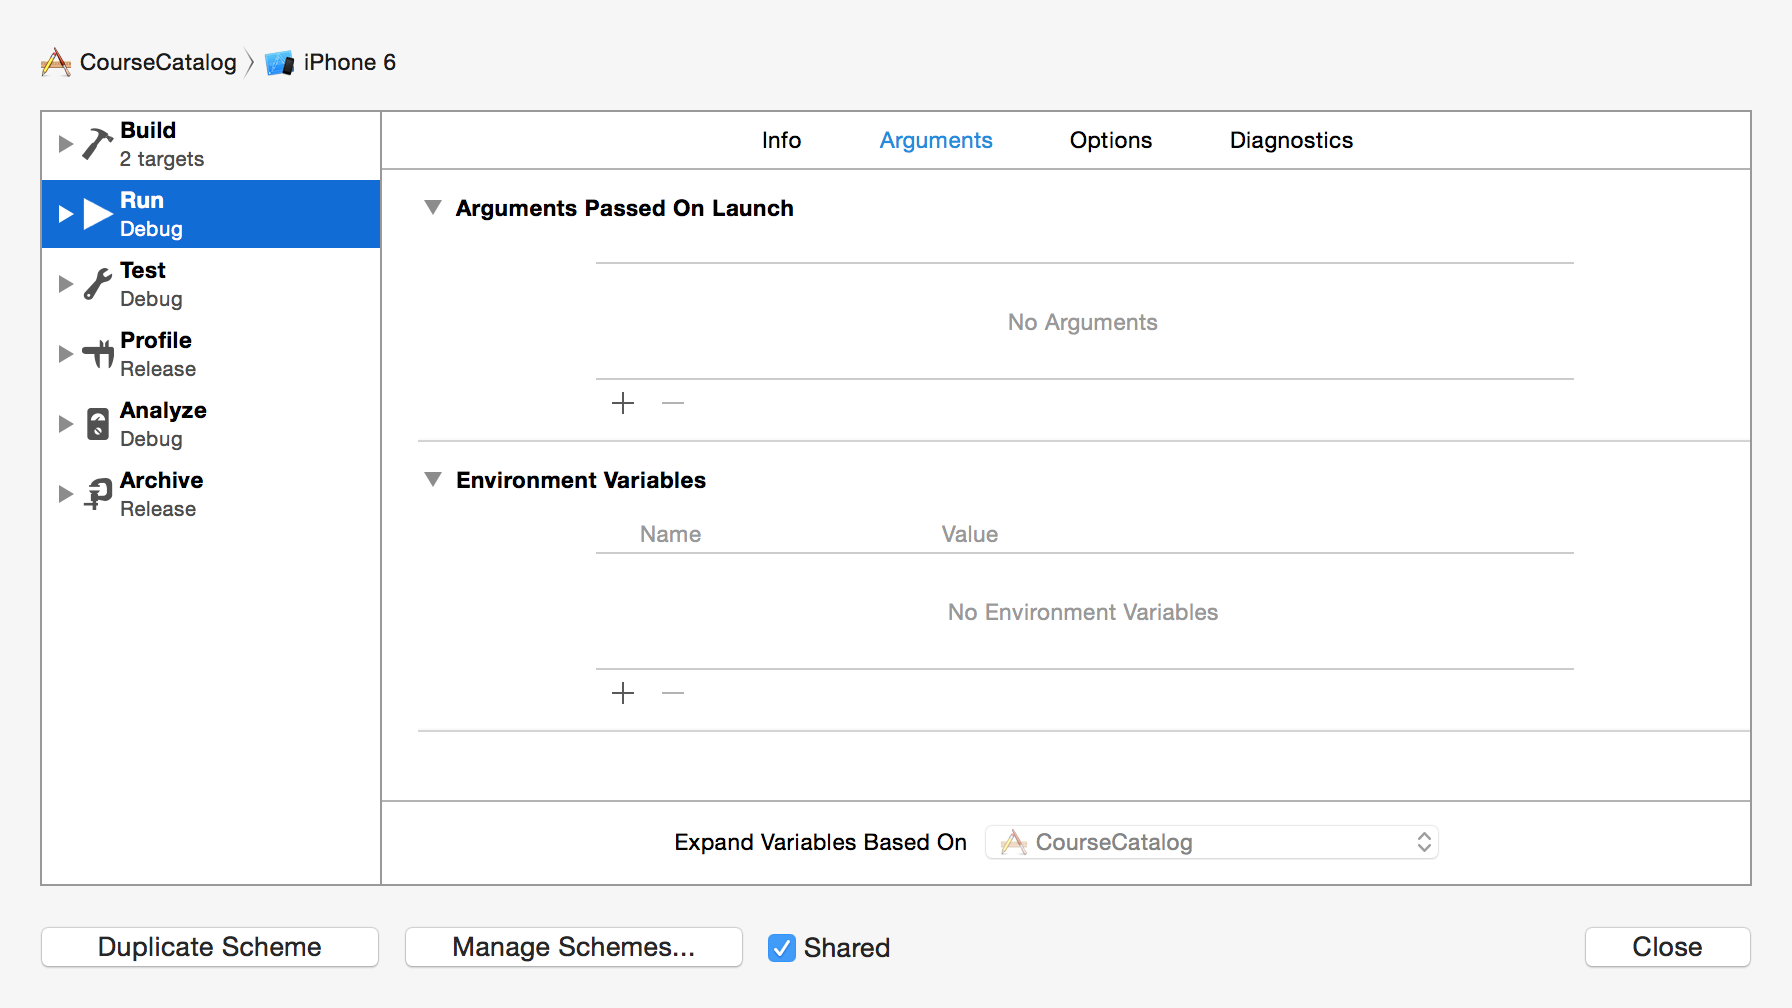 CourseCatalog
iPhone 6
Build
2 targets
Run
Debug
Test
Debug
Profile
Release
Analyze
Debug
Archive
Release
Info Arguments Options Diagnostics
Arguments Passed On Launch
No Arguments
Environment Variables
Name Value
No Environment Variables
Expand Variables Based On CourseCatalog
Duplicate Scheme Manage Schemes... Shared Close